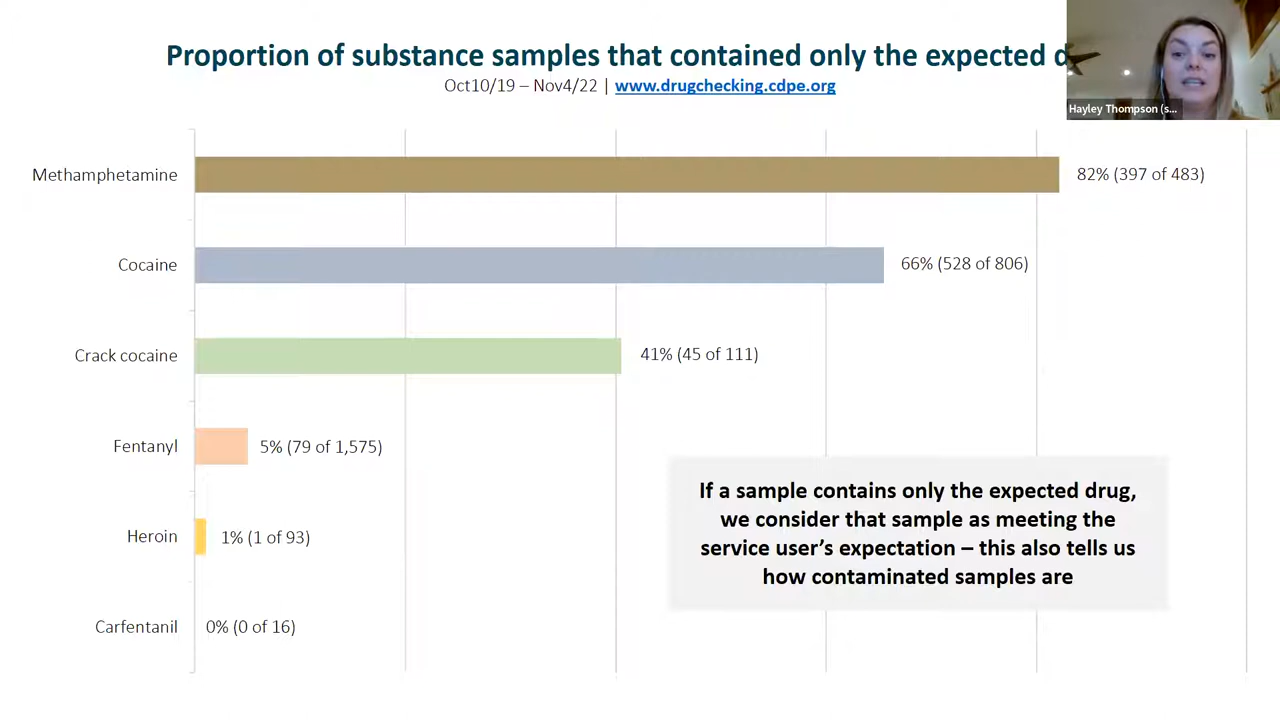 Proportion of substance samples that contained only the expected
Oct10/19 – Nov4/22 | www.drugchecking.cdpe.org
Hayley Thompson (s...
Methamphetamine 82% (397 of 483)
Cocaine 66% (528 of 806)
Crack cocaine 41% (45 of 111)
Fentanyl 5% (79 of 1,575)
Heroin 1% (1 of 93)
Carfentanil 0% (0 of 16)
If a sample contains only the expected drug,
we consider that sample as meeting the
service user's expectation – this also tells us
how contaminated samples are